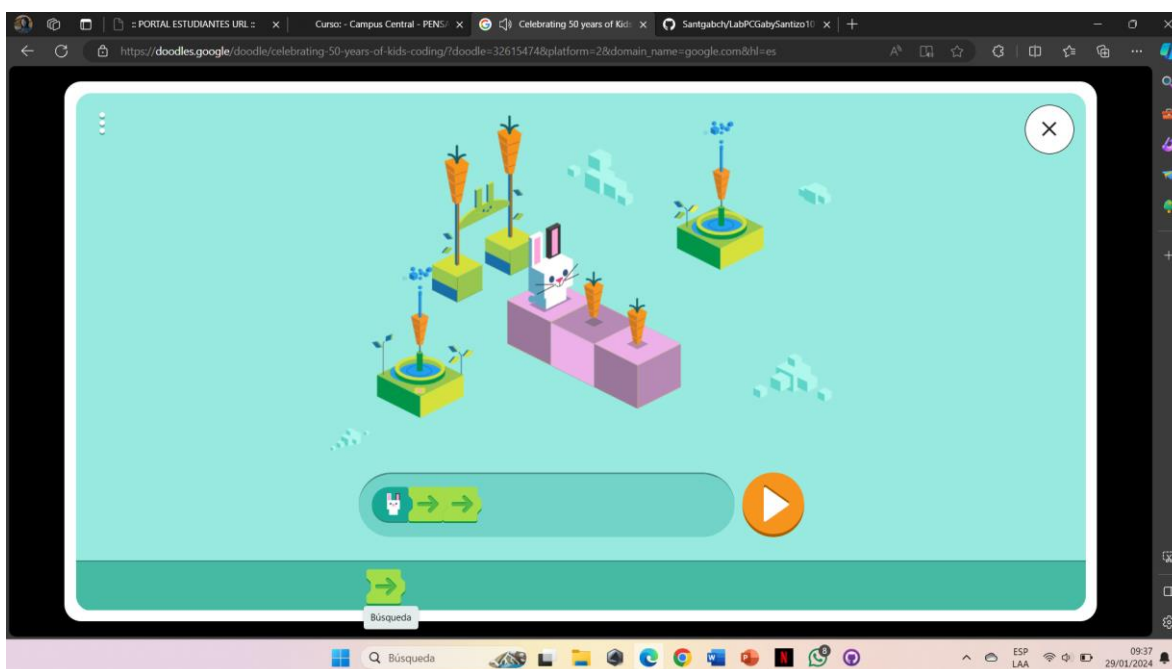 :: PORTAL ESTUDIANTES URL ::
Curso: - Campus Central - PENSA
Celebrating 50 years of Kids
Santgabch/LabPCGabySantizo10
https://doodles.google/doodle/celebrating-50-years-of-kids-coding/?doodle=32615474&platform=2&domain_name=google.com&hl=es
Búsqueda
Búsqueda
ESP
LAA
09:37
29/01/2024